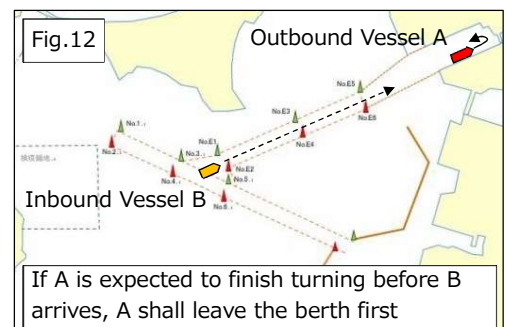 Fig.12
Outbound Vessel A
No.E5
No.E3
No.E6
No.1
No.E1
No.E4
No.2
No.3
No.E2
No.4
No.5
Inbound Vessel B
No.6
If A is expected to finish turning before B
arrives, A shall leave the berth first